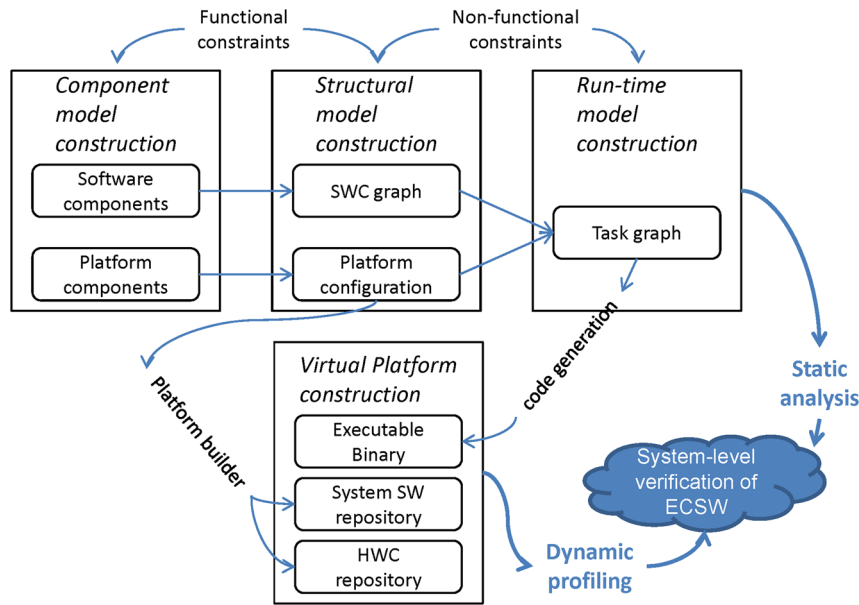 Functional
constraints
Non-functional
constraints
Component
model
construction
Software
components
Platform
components
Structural
model
construction
SWC graph
Platform
configuration
Run-time
model
construction
Task graph
code generation
Platform builder
Virtual Platform
construction
Executable
Binary
System SW
repository
HWC
repository
Static
analysis
System-level
verification of
ECSW
Dynamic
profiling